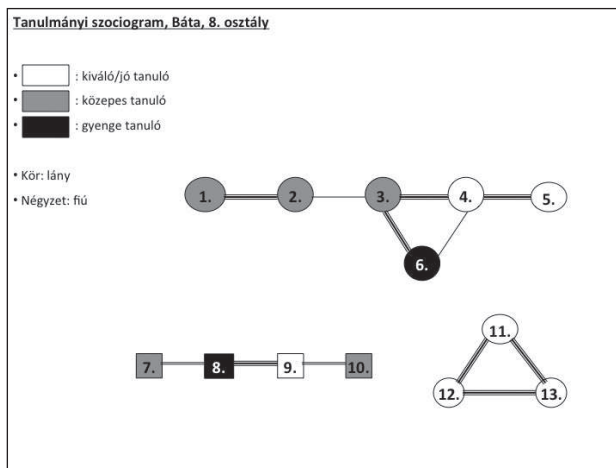 Tanulmányi szociogram, Báta, 8. osztály
• : kiváló/jó tanuló
• : közepes tanuló
• : gyenge tanuló
• Kör: lány
• Négyzet: fiú
1. 2. 3. 4. 5.
6.
11.
7. 8. 9. 10.
12. 13.